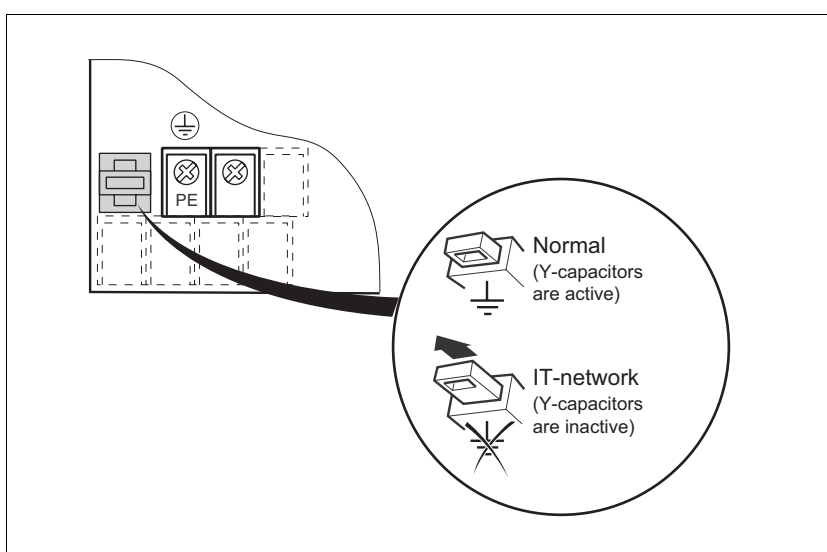 PE
Normal
(Y-capacitors
are active)
IT-network
(Y-capacitors
are inactive)